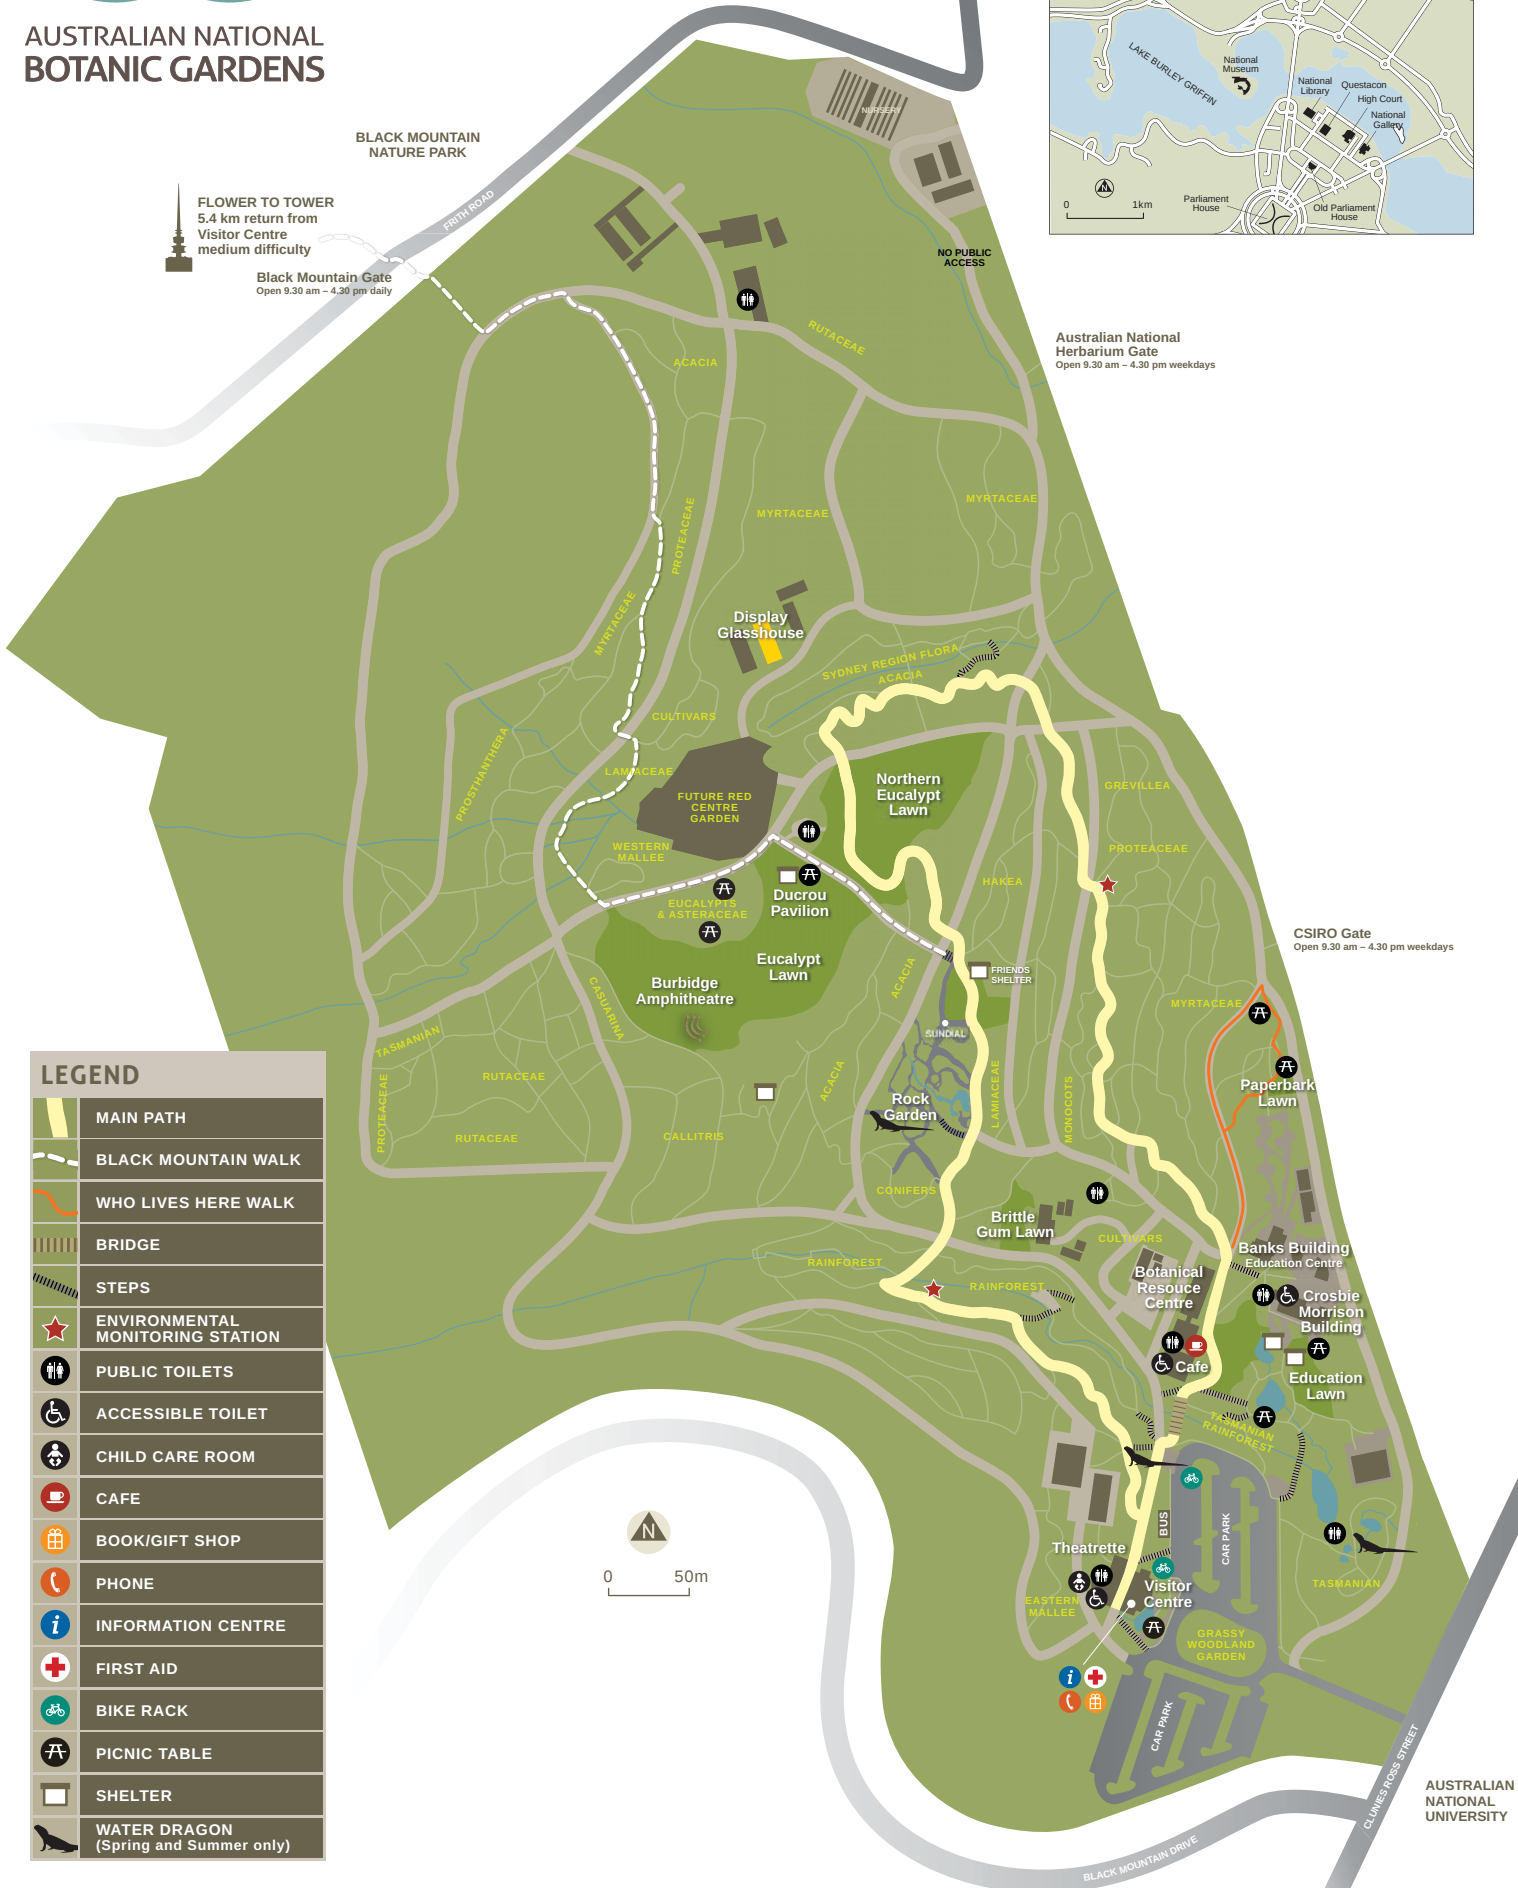 AUSTRALIAN NATIONAL
BOTANIC GARDENS
BLACK MOUNTAIN
NATURE PARK
FLOWER TO TOWER
5.4 km return from
Visitor Centre
medium difficulty
Black Mountain Gate
Open 9.30 am – 4.30 pm daily
FRITH ROAD
NURSERY
NO PUBLIC
ACCESS
LAKE BURLEY GRIFFIN
National
Museum
National
Library
Questacon
High Court
National
Gallery
N
0 1km
Parliament
House
Old Parliament
House
Australian National
Herbarium Gate
Open 9.30 am – 4.30 pm weekdays
RUTACEAE
ACACIA
PROTEACEAE
MYRTACEAE
MYRTACEAE
MYRTACEAE
Display
Glasshouse
SYDNEY REGION FLORA
ACACIA
CULTIVARS
PROSTHANTHERA
LAMIACEAE
FUTURE RED
CENTRE
GARDEN
Northern
Eucalypt
Lawn
GREVILLEA
PROTEACEAE
WESTERN
MALLEE
HAKEA
EUCALYPTS
& ASTERACEAE
Ducrou
Pavilion
CSIRO Gate
Open 9.30 am – 4.30 pm weekdays
Eucalypt
Lawn
ACACIA
FRIENDS
SHELTER
Burbidge
Amphitheatre
CASUARINA
MYRTACEAE
SUNDIAL
TASMANIAN
RUTACEAE
ACACIA
PROTEACEAE
LAMIACEAE
MONOCOTS
Paperbark
Lawn
Rock
Garden
RUTACEAE
CALLITRIS
CONIFERS
Brittle
Gum Lawn
CULTIVARS
Banks Building
Education Centre
RAINFOREST
RAINFOREST
Botanical
Resouce
Centre
Crosbie
Morrison
Building
Cafe
Education
Lawn
TASMANIAN
RAINFOREST
BUS
CAR PARK
Theatrette
Visitor
Centre
TASMANIAN
EASTERN
MALLEE
GRASSY
WOODLAND
GARDEN
i
CAR PARK
CLUNIES ROSS STREET
BLACK MOUNTAIN DRIVE
AUSTRALIAN
NATIONAL
UNIVERSITY
N
0 50m
LEGEND
MAIN PATH
BLACK MOUNTAIN WALK
WHO LIVES HERE WALK
BRIDGE
STEPS
ENVIRONMENTAL
MONITORING STATION
PUBLIC TOILETS
ACCESSIBLE TOILET
CHILD CARE ROOM
CAFE
BOOK/GIFT SHOP
PHONE
i INFORMATION CENTRE
FIRST AID
BIKE RACK
PICNIC TABLE
SHELTER
WATER DRAGON
(Spring and Summer only)